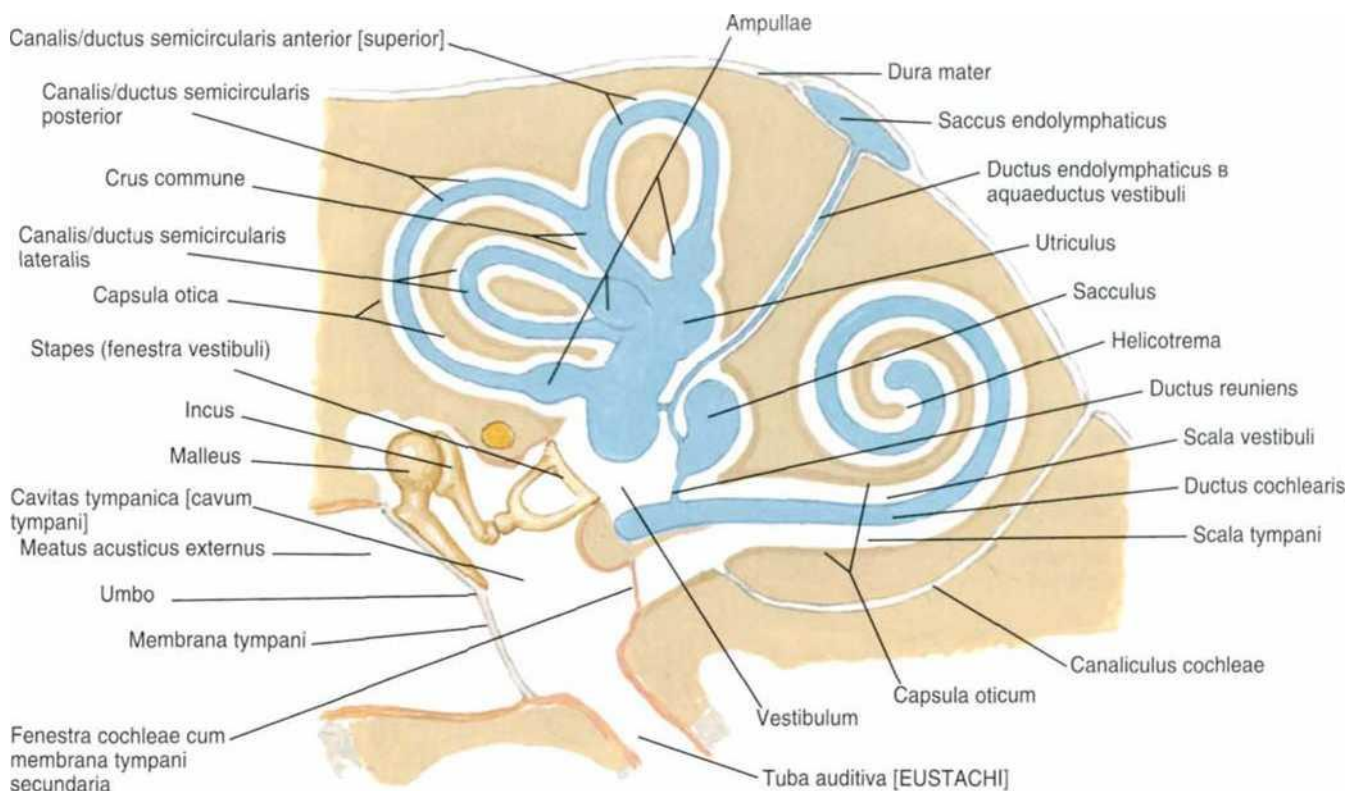 Ampullae
Canalis/ductus semicircularis anterior [superior]
Canalis/ductus semicircularis
posterior
Crus commune
Canalis/ductus semicircularis
lateralis
Capsula otica
Stapes (fenestra vestibuli)
Incus
Malleus
Cavitas tympanica [cavum
tympani]
Meatus acusticus externus
Umbo
Membrana tympani
Fenestra cochleae cum
membrana tympani
secundaria
Dura mater
Saccus endolymphaticus
Ductus endolymphaticus в
aquaeductus vestibuli
Utriculus
Sacculus
Helicotrema
Ductus reuniens
Scala vestibuli
Ductus cochlearis
Scala tympani
Canaliculus cochleae
Capsula oticum
Vestibulum
Tuba auditiva [EUSTACHI]